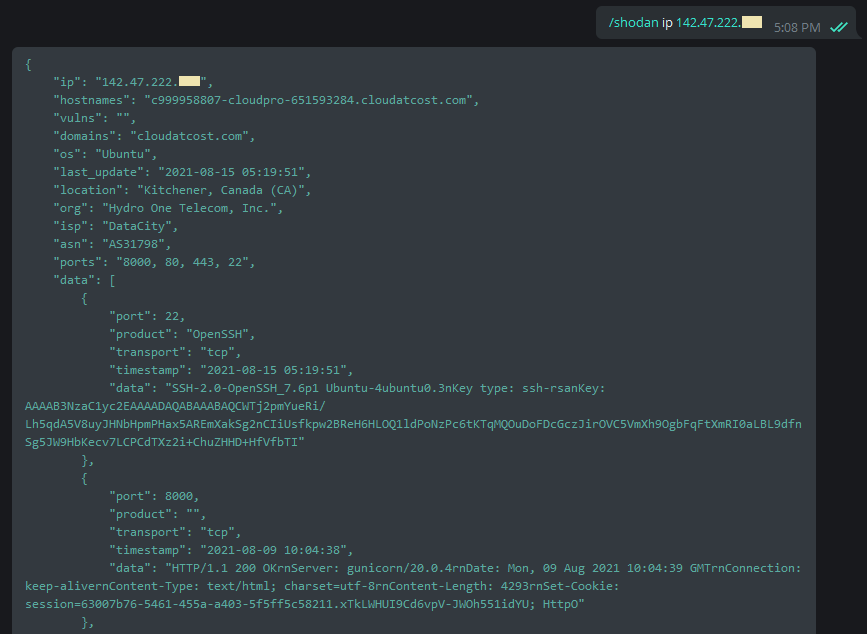 /shodan ip 142.47.222.
5:08 PM
{
"ip": "142.47.222.    ",
"hostnames": "c999958807-cloudpro-651593284.cloudatcost.com",
"vulns": "",
"domains": "cloudatcost.com",
"os": "Ubuntu",
"last_update": "2021-08-15 05:19:51",
"location": "Kitchener, Canada (CA)",
"org": "Hydro One Telecom, Inc.",
"isp": "DataCity",
"asn": "AS31798",
"ports": "8000, 80, 443, 22",
"data": [
{
"port": 22,
"product": "OpenSSH",
"transport": "tcp",
"timestamp": "2021-08-15 05:19:51",
"data": "SSH-2.0-OpenSSH_7.6p1 Ubuntu-4ubuntu0.3nKey type: ssh-rsanKey:
AAAAB3NzaC1yc2EAAAADAQABAAABAQCWTj2pmYueRi/
Lh5qdA5V8uyJHNbHpmPHax5AREmXakSg2nCIiUsfkpw2BReH6HLOQ1ldPoNzPc6tKTqMQOuDoFDcGczJirOVC5VmXh9OgbFqFtXmRI0aLBL9dfn
Sg5JW9HbKecv7LCPCdTXz2i+ChuZHHD+HfVfbTI"
},
{
"port": 8000,
"product": "",
"transport": "tcp",
"timestamp": "2021-08-09 10:04:38",
"data": "HTTP/1.1 200 OKrnServer: gunicorn/20.0.4rnDate: Mon, 09 Aug 2021 10:04:39 GMTrnConnection:
keep-alivernContent-Type: text/html; charset=utf-8rnContent-Length: 4293rnSet-Cookie:
session=63007b76-5461-455a-a403-5f5ff5c58211.xTkLWHUI9Cd6vpV-JWOh551idYU; HttpO"
},